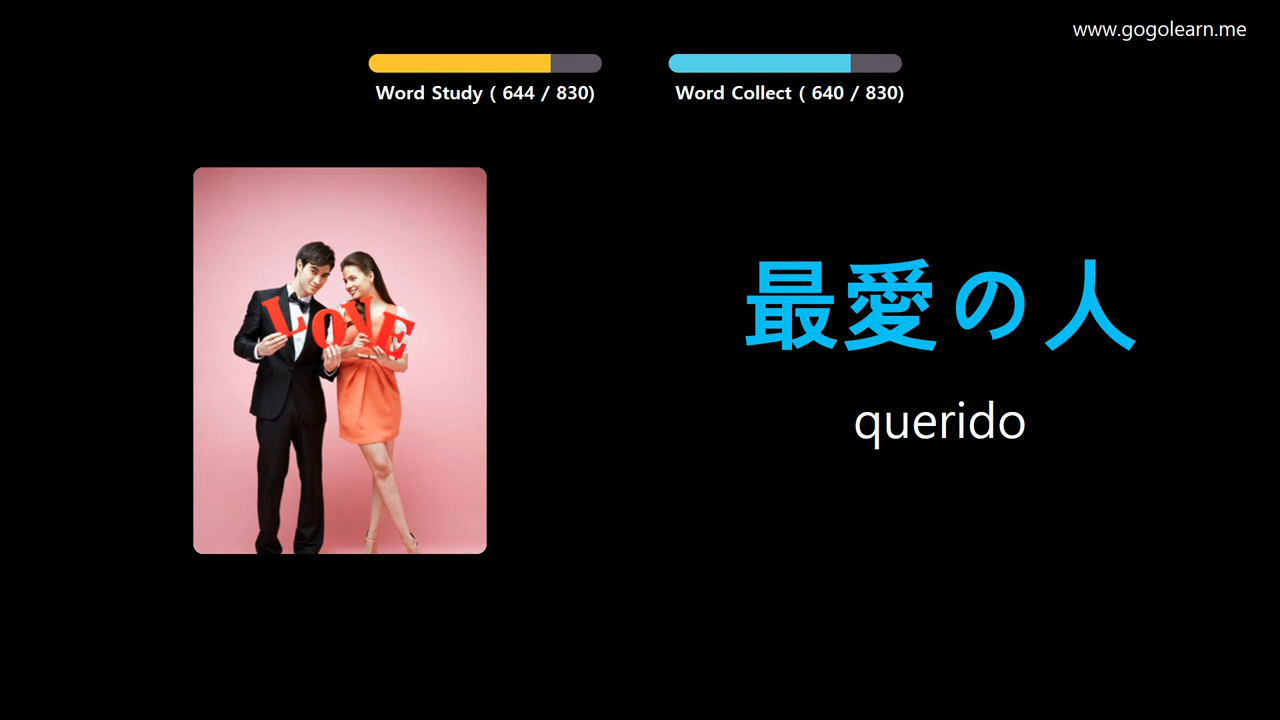 www.gogolearn.me
Word Study ( 644 / 830)
Word Collect ( 640 / 830)
LOVE
最愛の人
querido